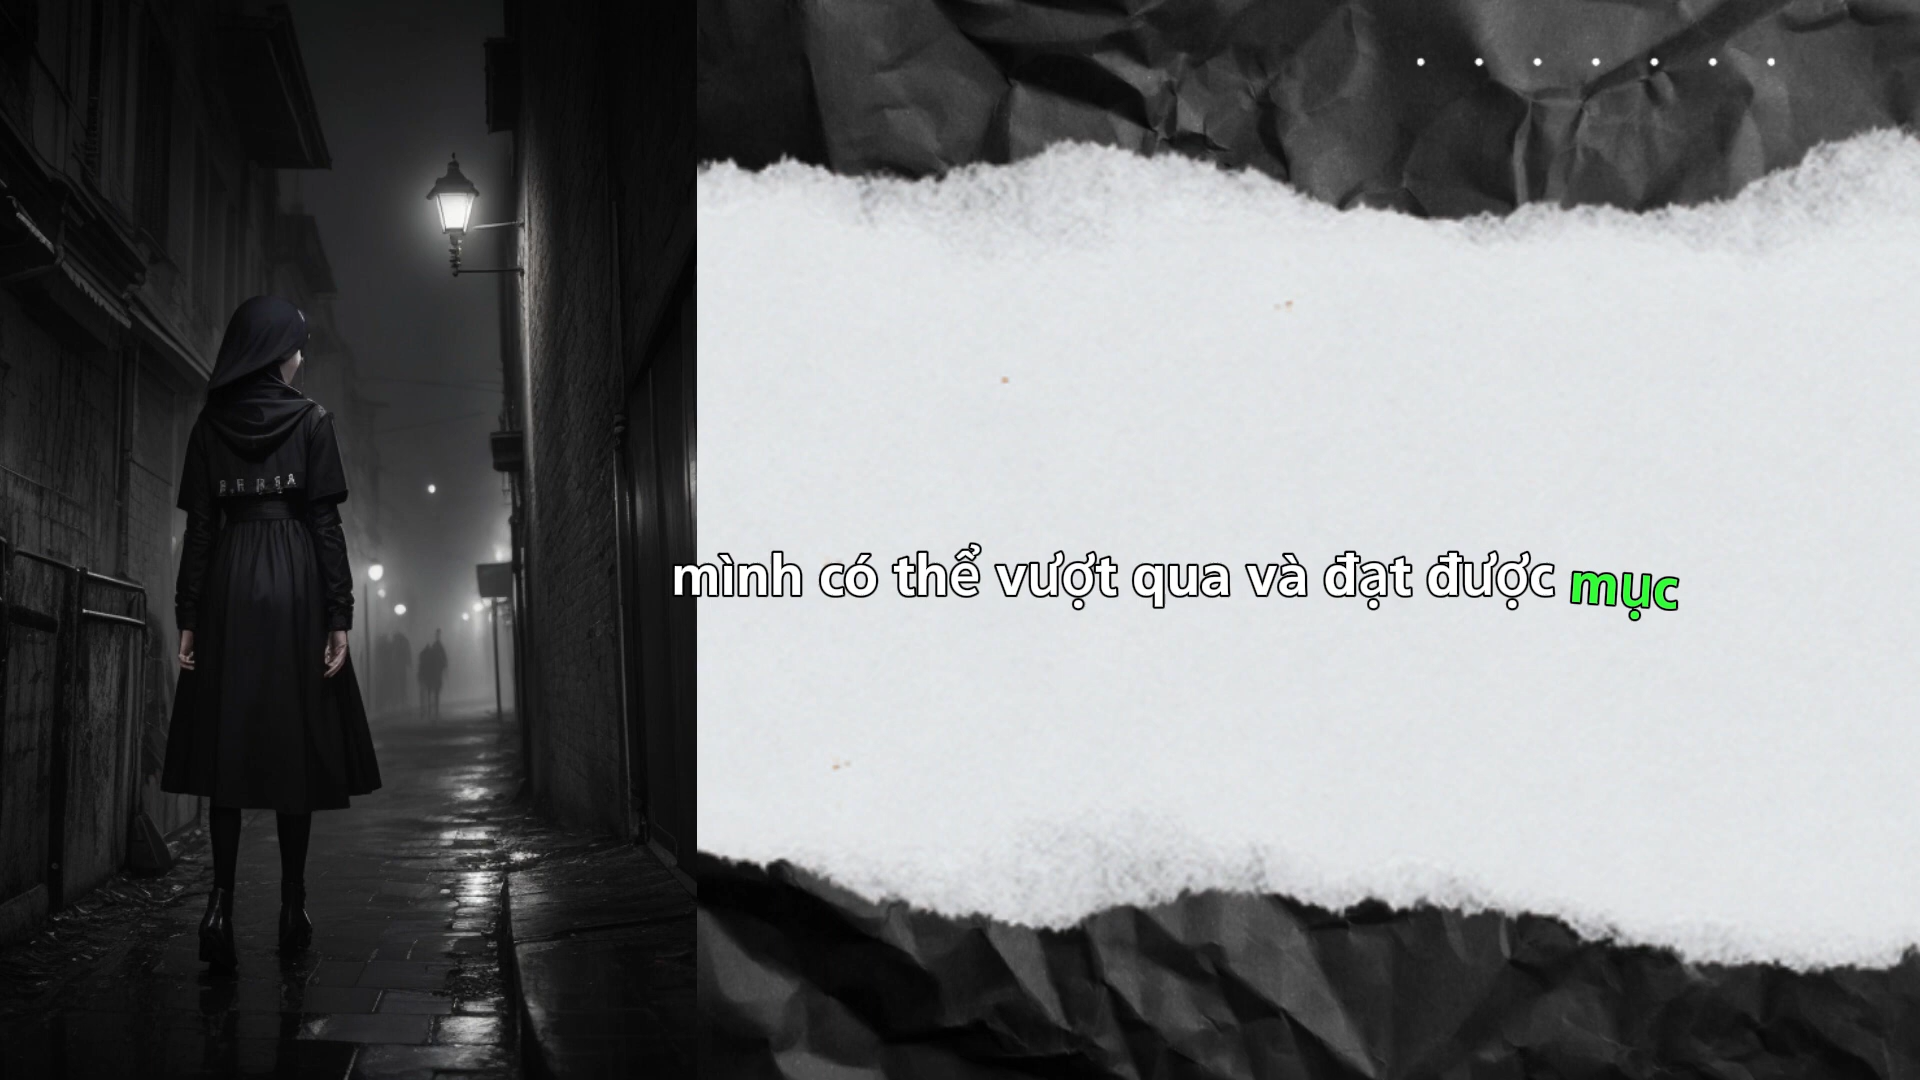 mình có thể vượt qua và đạt được mục